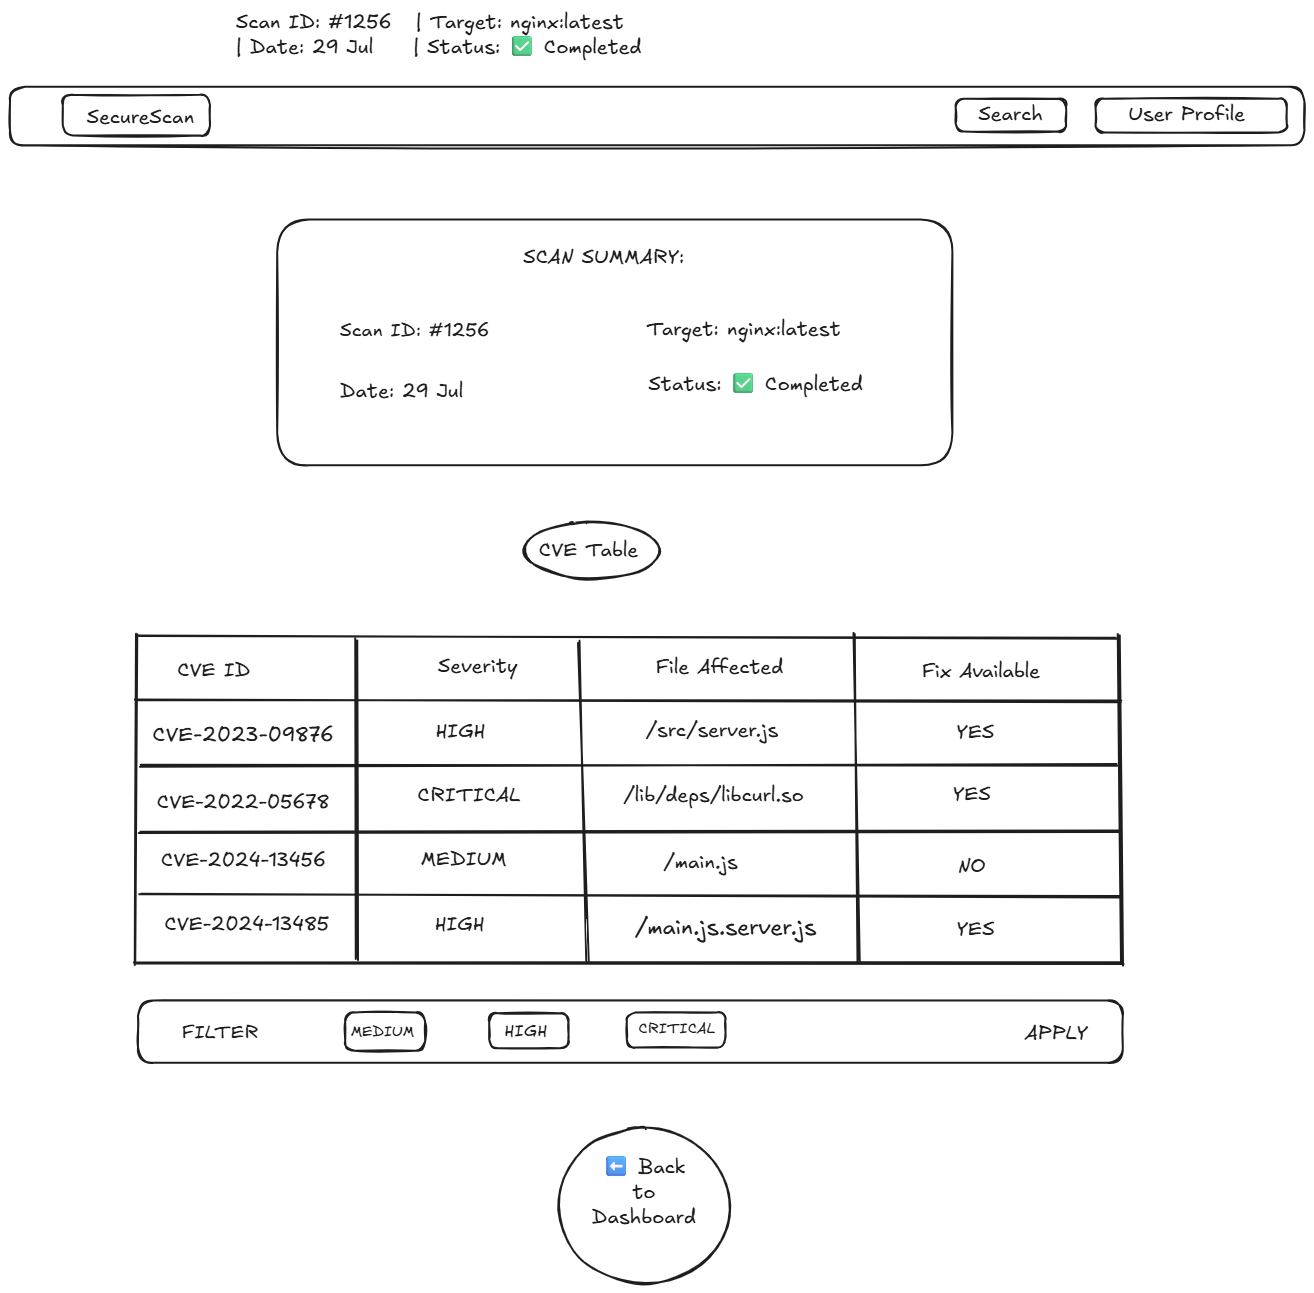 Scan ID: #1256 | Target: nginx:latest
| Date: 29 Jul | Status: ✅ Completed
SecureScan
Search
User Profile
SCAN SUMMARY:
Scan ID: #1256
Target: nginx:latest
Date: 29 Jul
Status: ✅ Completed
CVE Table
CVE ID
Severity
File Affected
Fix Available
CVE-2023-09876
HIGH
/src/server.js
YES
CVE-2022-05678
CRITICAL
/lib/deps/libcurl.so
YES
CVE-2024-13456
MEDIUM
/main.js
NO
CVE-2024-13485
HIGH
/main.js.server.js
YES
FILTER
MEDIUM
HIGH
CRITICAL
APPLY
⬅️ Back
to
Dashboard